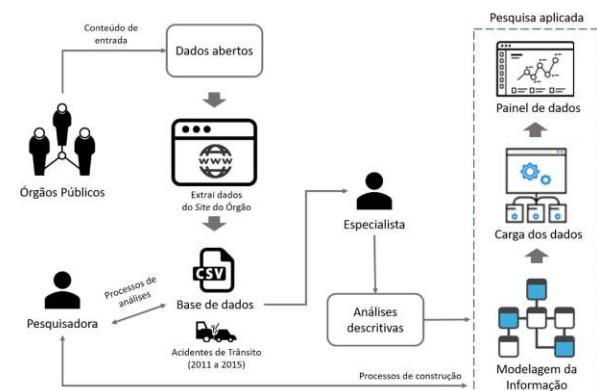 Pesquisa aplicada
Conteúdo de
entrada
Dados abertos
Painel de dados
Órgãos Públicos
www
Extrai dados
do Site do Órgão
Especialista
Carga dos dados
CSV
Processos de
análises
Base de dados
Pesquisadora
Análises
descritivas
Acidentes de Trânsito
(2011 a 2015)
Modelagem da
Informação
Processos de construção